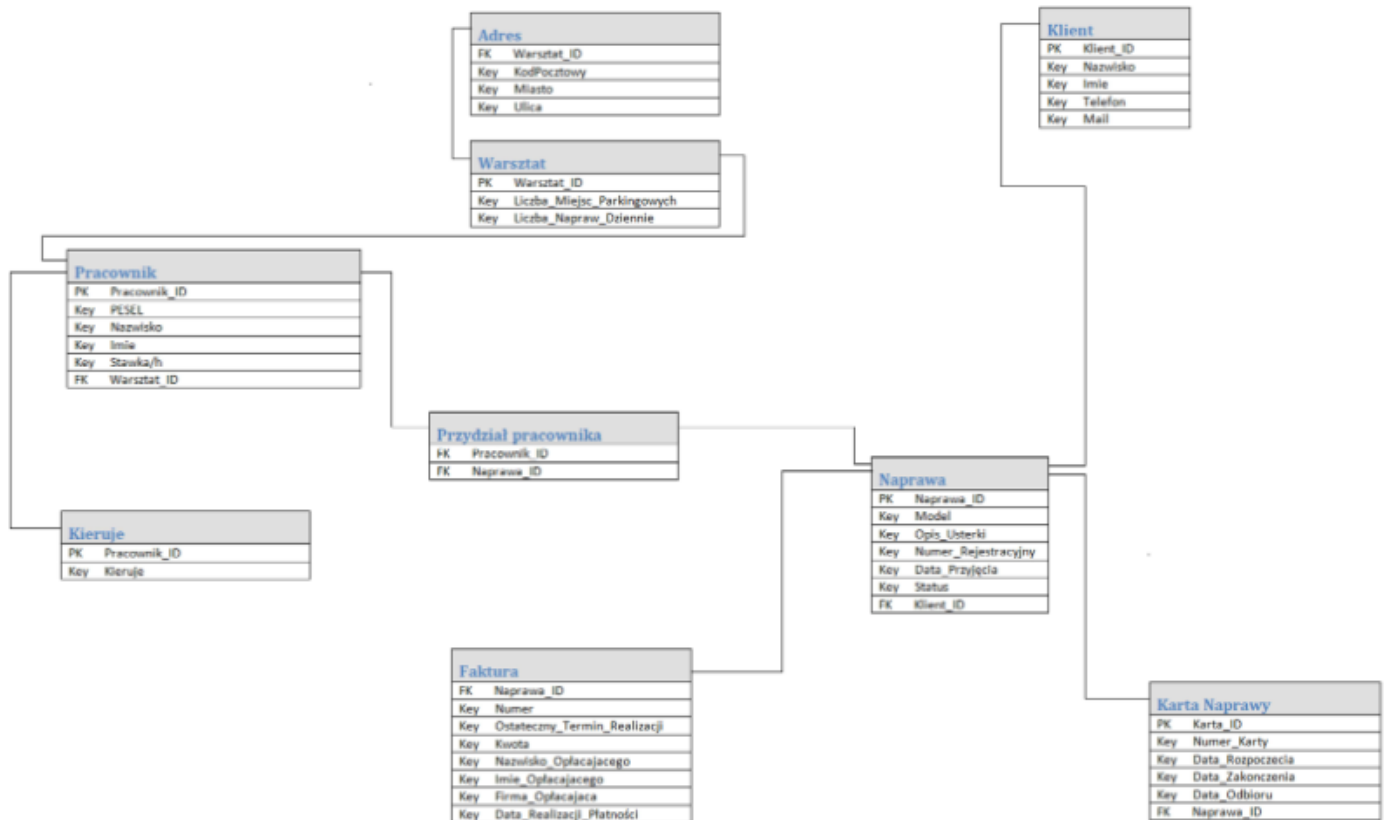 Adres
FK Warsztat_ID
Key KodPocztowy
Key Miasto
Key Ulica
Klient
PK Klient_ID
Key Nazwisko
Key Imie
Key Telefon
Key Mail
Warsztat
PK Warsztat_ID
Key Liczba_Miejsc_Parkingowych
Key Liczba_Napraw_Dziennie
Pracownik
PK Pracownik_ID
Key PESEL
Key Nazwisko
Key Imie
Key Stawka/h
FK Warsztat_ID
Przydział pracownika
FK Pracownik_ID
FK Naprawa_ID
Naprawa
PK Naprawa_ID
Key Model
Key Opis_Usterki
Key Numer_Rejestracyjny
Key Data_Przyjęcia
Key Status
FK Klient_ID
Kieruje
PK Pracownik_ID
Key Kieruje
Faktura
FK Naprawa_ID
Key Numer
Key Ostateczny_Termin_Realizacji
Key Kwota
Key Nazwisko_Opłacajacego
Key Imie_Opłacajacego
Key Firma_Opłacajaca
Key Data_Realizacji_Płatności
Karta Naprawy
PK Karta_ID
Key Numer_Karty
Key Data_Rozpoczecia
Key Data_Zakonczenia
Key Data_Odbioru
FK Naprawa_ID